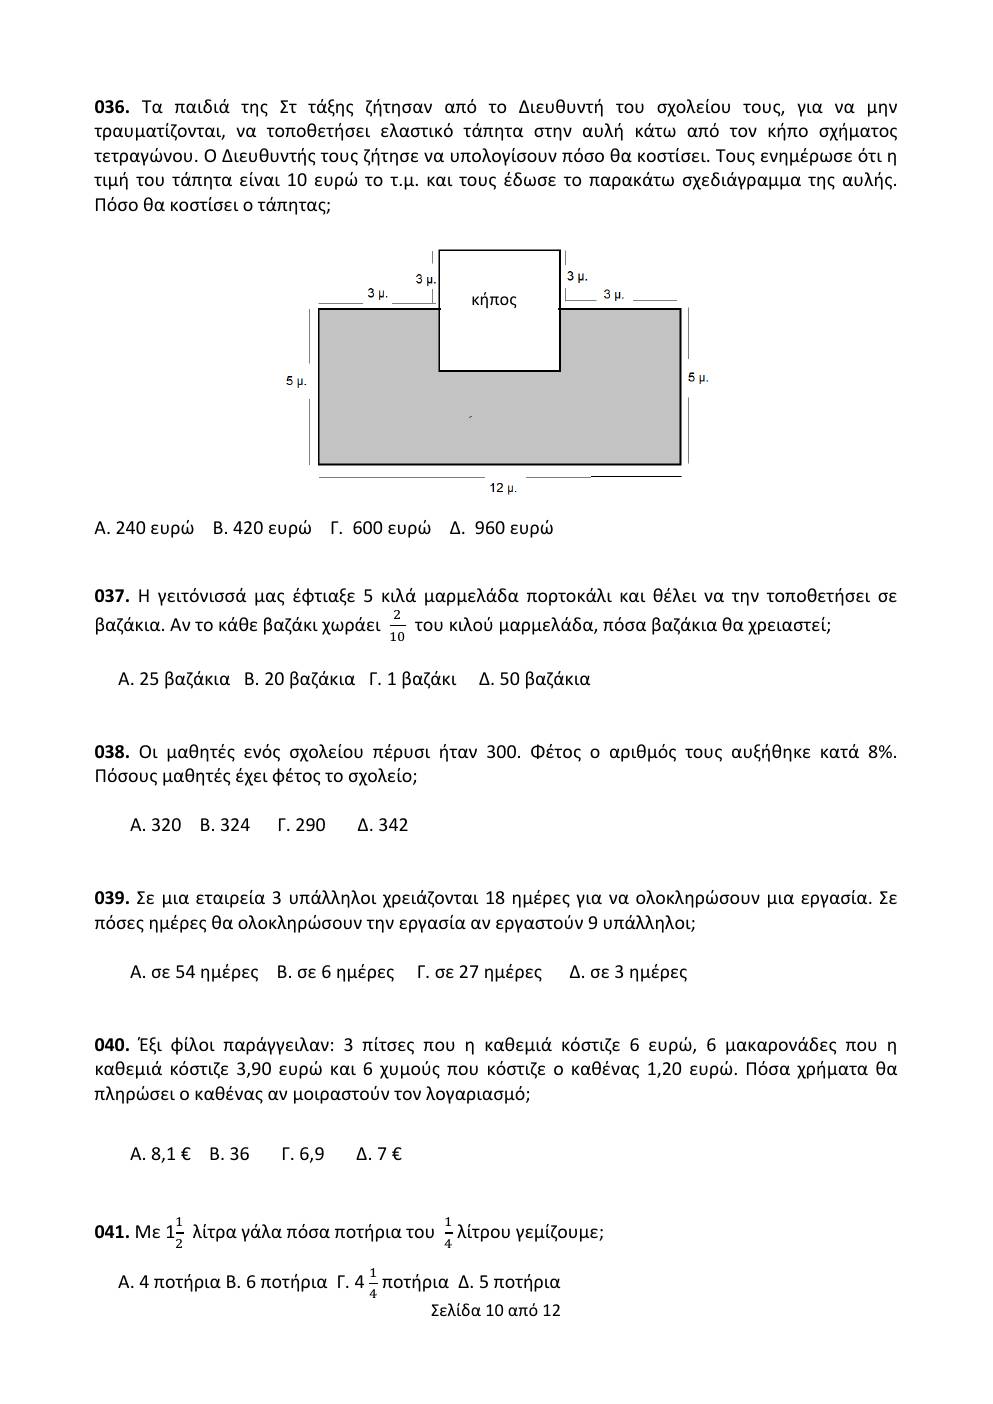 036. Τα παιδιά της Στ τάξης ζήτησαν από το Διευθυντή του σχολείου τους, για να μην
τραυματίζονται, να τοποθετήσει ελαστικό τάπητα στην αυλή κάτω από τον κήπο σχήματος
τετραγώνου. Ο Διευθυντής τους ζήτησε να υπολογίσουν πόσο θα κοστίσει. Τους ενημέρωσε ότι η
τιμή του τάπητα είναι 10 ευρώ το τ.μ. και τους έδωσε το παρακάτω σχεδιάγραμμα της αυλής.
Πόσο θα κοστίσει ο τάπητας;
3 μ.
3 μ.
3 μ.
3 μ.
κήπος
5 μ.
5 μ.
12 μ.
Α. 240 ευρώ Β. 420 ευρώ Γ. 600 ευρώ Δ. 960 ευρώ
037. Η γειτόνισσά μας έφτιαξε 5 κιλά μαρμελάδα πορτοκάλι και θέλει να την τοποθετήσει σε
βαζάκια. Αν το κάθε βαζάκι χωράει 2/10 του κιλού μαρμελάδα, πόσα βαζάκια θα χρειαστεί;
Α. 25 βαζάκια Β. 20 βαζάκια Γ. 1 βαζάκι Δ. 50 βαζάκια
038. Οι μαθητές ενός σχολείου πέρυσι ήταν 300. Φέτος ο αριθμός τους αυξήθηκε κατά 8%.
Πόσους μαθητές έχει φέτος το σχολείο;
Α. 320 Β. 324 Γ. 290 Δ. 342
039. Σε μια εταιρεία 3 υπάλληλοι χρειάζονται 18 ημέρες για να ολοκληρώσουν μια εργασία. Σε
πόσες ημέρες θα ολοκληρώσουν την εργασία αν εργαστούν 9 υπάλληλοι;
Α. σε 54 ημέρες Β. σε 6 ημέρες Γ. σε 27 ημέρες Δ. σε 3 ημέρες
040. Έξι φίλοι παράγγειλαν: 3 πίτσες που η καθεμιά κόστιζε 6 ευρώ, 6 μακαρονάδες που η
καθεμιά κόστιζε 3,90 ευρώ και 6 χυμούς που κόστιζε ο καθένας 1,20 ευρώ. Πόσα χρήματα θα
πληρώσει ο καθένας αν μοιραστούν τον λογαριασμό;
Α. 8,1 € Β. 36 Γ. 6,9 Δ. 7 €
041. Με 1 1/2 λίτρα γάλα πόσα ποτήρια του 1/4 λίτρου γεμίζουμε;
Α. 4 ποτήρια Β. 6 ποτήρια Γ. 4 1/4 ποτήρια Δ. 5 ποτήρια
Σελίδα 10 από 12